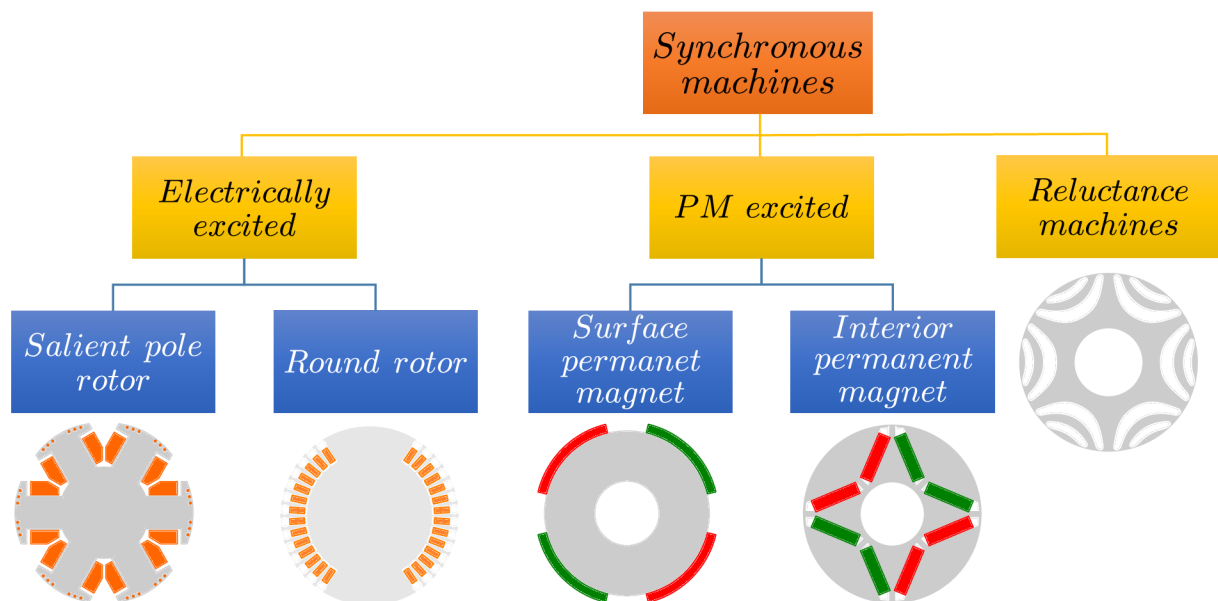 Synchronous
machines
Electrically
excited
PM excited
Reluctance
machines
Salient pole
rotor
Round rotor
Surface
permanet
magnet
Interior
permanent
magnet